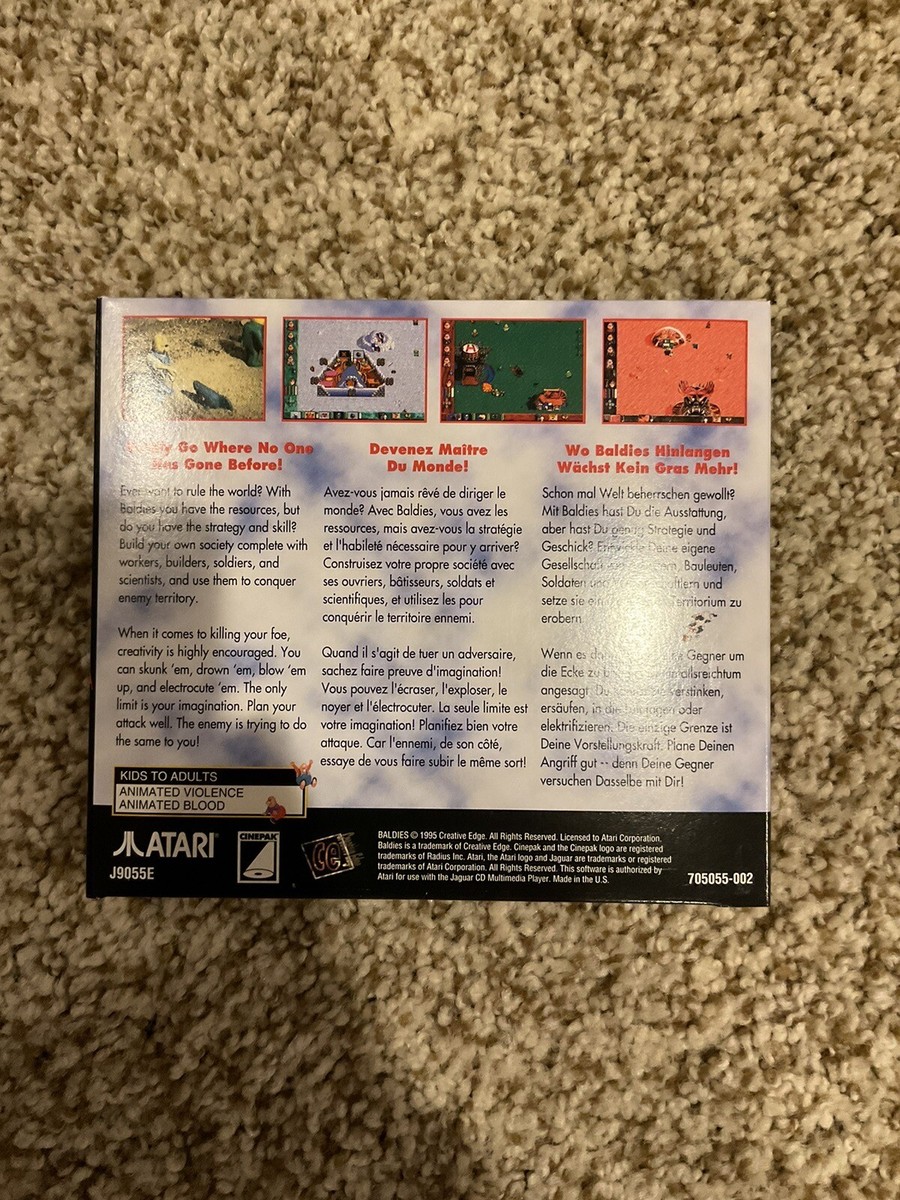 Go Where No One
Has Gone Before!
Ever want to rule the world? With
Baldies you have the resources, but
do you have the strategy and skill?
Build your own society complete with
workers, builders, soldiers, and
scientists, and use them to conquer
enemy territory.
When it comes to killing your foe,
creativity is highly encouraged. You
can skunk 'em, drown 'em, blow 'em
up, and electrocute 'em. The only
limit is your imagination. Plan your
attack well. The enemy is trying to do
the same to you!
Devenez Maître
Du Monde!
Avez-vous jamais rêvé de diriger le
monde? Avec Baldies, vous avez les
ressources, mais avez-vous la stratégie
et l'habileté nécessaire pour y arriver?
Construisez votre propre société avec
ses ouvriers, bâtisseurs, soldats et
scientifiques, et utilisez les pour
conquérir le territoire ennemi.
Quand il s'agit de tuer un adversaire,
sachez faire preuve d'imagination!
Vous pouvez l'écraser, l'exploser, le
noyer et l'électrocuter. La seule limite est
votre imagination! Planifiez bien votre
attaque. Car l'ennemi, de son côté,
essaye de vous faire subir le même sort!
Wo Baldies Hinlangen
Wächst Kein Gras Mehr!
Schon mal Welt beherrschen gewollt?
Mit Baldies hast Du die Ausstattung,
aber hast Du genug Strategie und
Geschick? Entwickle Deine eigene
Bauleuten,
Soldaten und
setze sie zu
erobern.
Wenn es Gegner um
die Ecke zu
angesagt. Du verstinken,
ersäufen, in die oder
elektrifizieren. Die einzige Grenze ist
Deine Vorstellungskraft. Plane Deinen
Angriff gut -- denn Deine Gegner
versuchen Dasselbe mit Dir!
KIDS TO ADULTS
ANIMATED VIOLENCE
ANIMATED BLOOD
ATARI®
J9055E
CINEPAK
ce!
BALDIES © 1995 Creative Edge. All Rights Reserved. Licensed to Atari Corporation.
Baldies is a trademark of Creative Edge. Cinepak and the Cinepak logo are registered
trademarks of Radius Inc. Atari, the Atari logo and Jaguar are trademarks or registered
trademarks of Atari Corporation. All Rights Reserved. This software is authorized by
Atari for use with the Jaguar CD Multimedia Player. Made in the U.S.
705055-002